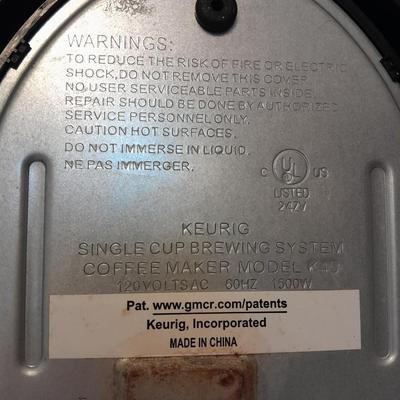 WARNINGS:
TO REDUCE THE RISK OF FIRE OR ELECTRIC
SHOCK, DO NOT REMOVE THIS COVER
NO USER SERVICEABLE PARTS INSIDE.
REPAIR SHOULD BE DONE BY AUTHORIZED
SERVICE PERSONNEL ONLY.
CAUTION HOT SURFACES.
DO NOT IMMERSE IN LIQUID.
NE PAS IMMERGER.
C UL US
LISTED
247V
KEURIG
SINGLE CUP BREWING SYSTEM
COFFEE MAKER MODEL
120VOLTSAC 60HZ 1500W
Pat. www.gmcr.com/patents
Keurig, Incorporated
MADE IN CHINA